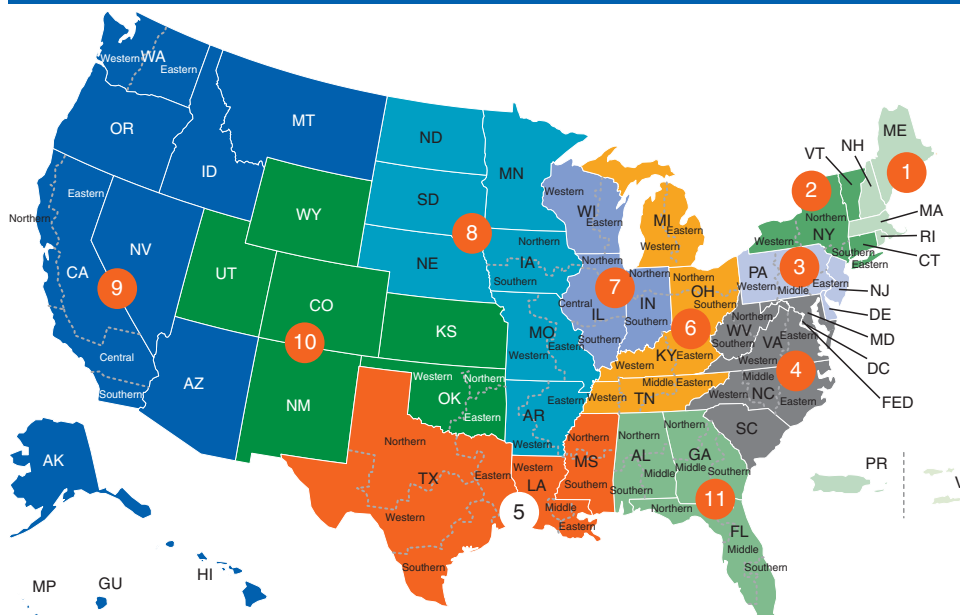 WA
Western
Eastern
OR
ID
MT
ND
MN
SD
WY
NE
8
Northern
IA
Southern
Western
WI
Eastern
MI
Eastern
Western
ME
1
NH
VT
2
MA
RI
CT
Northern
NY
Western
Southern
Eastern
3
PA
Western
Middle
Eastern
NJ
DE
MD
DC
FED
Eastern
Northern
NV
CA
9
Central
Southern
UT
CO
10
KS
AZ
NM
Western
Northern
OK
Eastern
MO
Western
Eastern
Northern
7
Central
IL
Southern
Northern
IN
Southern
Northern
OH
Southern
6
KY
Eastern
Western
Northern
WV
Southern
VA
Eastern
Western
4
Middle
NC
Western
Eastern
Middle
Eastern
Western
TN
SC
Eastern
AR
Western
Northern
TX
Eastern
Western
Southern
Western
LA
Middle
Eastern
5
Northern
MS
Southern
Northern
AL
Middle
Southern
Northern
GA
Middle
Southern
11
Northern
FL
Middle
Southern
PR
V
AK
HI
GU
MP